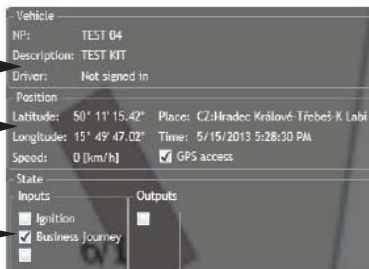 Vehicle
NP: TEST 04
Description: TEST KIT
Driver: Not signed in
Position
Latitude: 50° 11' 15.42" Place: CZ:Hradec Králové-Třebeš-K Labi
Longitude: 15° 49' 47.02" Time: 5/15/2013 5:28:30 PM
Speed: 0 [km/h] GPS access
State
Inputs Outputs
Ignition
Business Journey